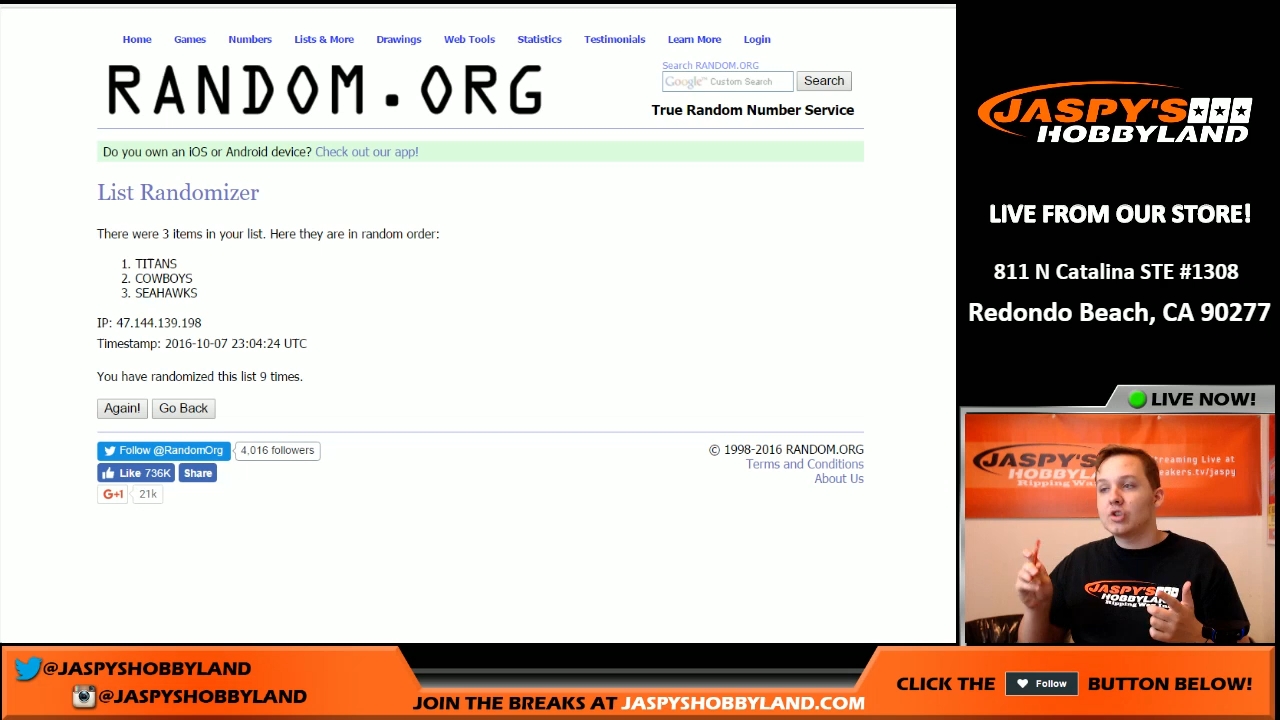 Home Games Numbers Lists & More Drawings Web Tools Statistics Testimonials Learn More Login
RANDOM.ORG
Search RANDOM.ORG
Google™ Custom Search Search
True Random Number Service
Do you own an iOS or Android device? Check out our app!
List Randomizer
There were 3 items in your list. Here they are in random order:
1. TITANS
2. COWBOYS
3. SEAHAWKS
IP: 47.144.139.198
Timestamp: 2016-10-07 23:04:24 UTC
You have randomized this list 9 times.
Again! Go Back
Follow @RandomOrg 4,016 followers
Like 736K Share
G+1 21k
© 1998-2016 RANDOM.ORG
Terms and Conditions
About Us
JASPY'S
HOBBYLAND
LIVE FROM OUR STORE!
811 N Catalina STE #1308
Redondo Beach, CA 90277
LIVE NOW!
JASPY'S
HOBBYLAND
streaming Live at
eakers.tv/jaspy
JASPY'S
HOBBYLAND
@JASPYSHOBBYLAND
@JASPYSHOBBYLAND
JOIN THE BREAKS AT JASPYSHOBBYLAND.COM
CLICK THE Follow BUTTON BELOW!